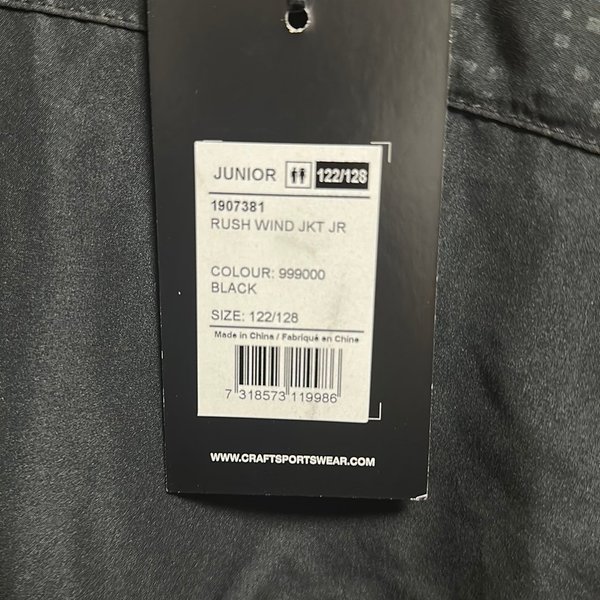 JUNIOR 122/128
1907381
RUSH WIND JKT JR
COLOUR: 999000
BLACK
SIZE: 122/128
Made in China / Fabriqué en Chine
7 318573 119986
WWW.CRAFTSPORTSWEAR.COM